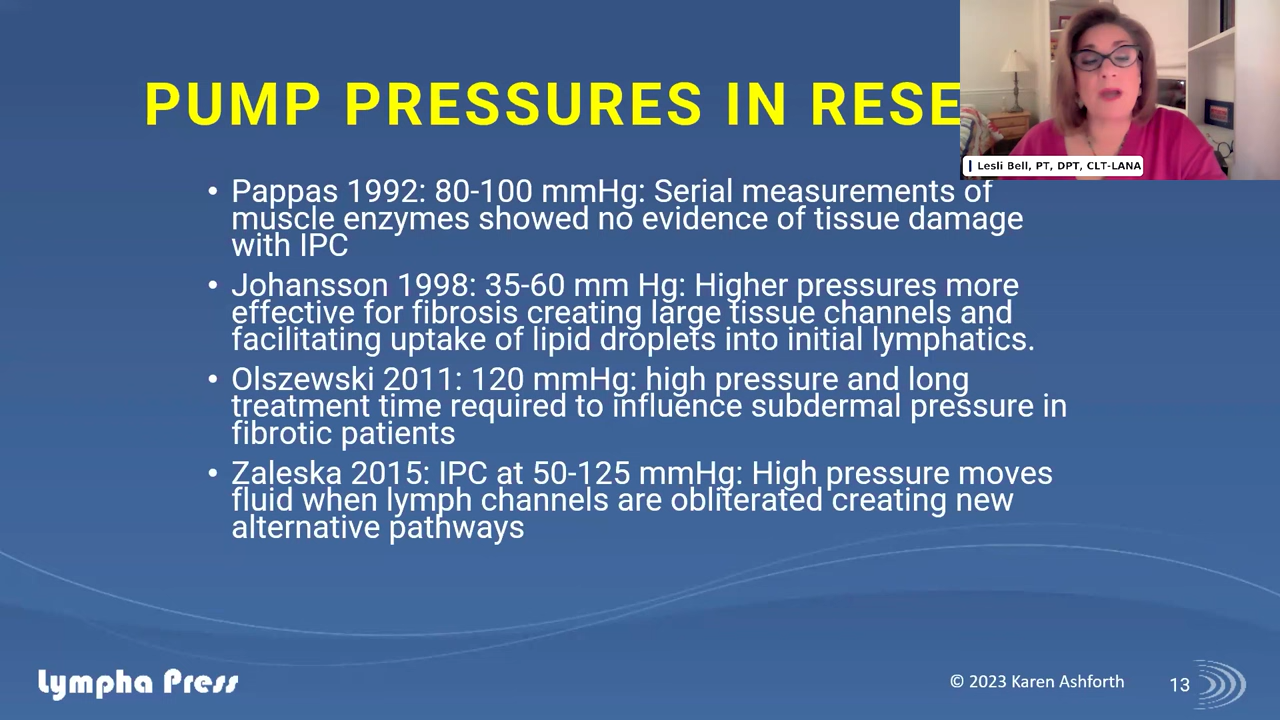 PUMP PRESSURES IN RESE
Lesli Bell, PT, DPT, CLT-LANA
• Pappas 1992: 80-100 mmHg: Serial measurements of
muscle enzymes showed no evidence of tissue damage
with IPC
• Johansson 1998: 35-60 mm Hg: Higher pressures more
effective for fibrosis creating large tissue channels and
facilitating uptake of lipid droplets into initial lymphatics.
• Olszewski 2011: 120 mmHg: high pressure and long
treatment time required to influence subdermal pressure in
fibrotic patients
• Zaleska 2015: IPC at 50-125 mmHg: High pressure moves
fluid when lymph channels are obliterated creating new
alternative pathways
Lympha Press
© 2023 Karen Ashforth
13